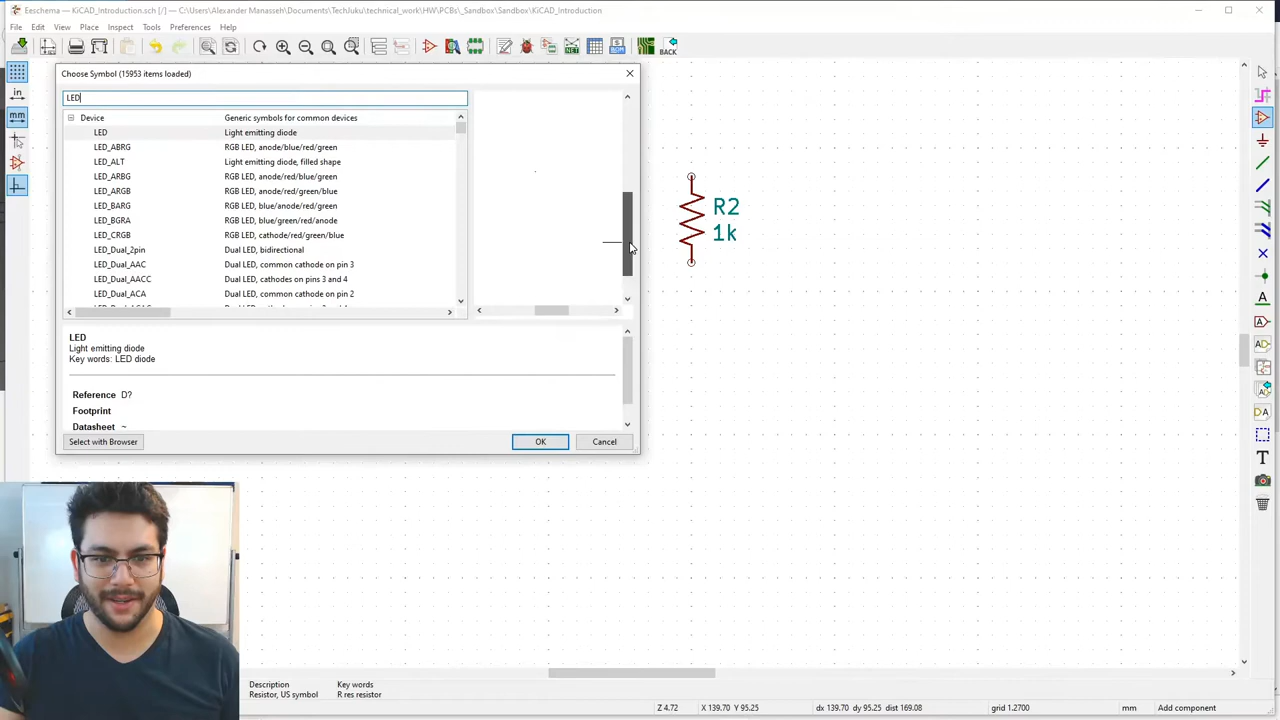 Eeschema — KiCAD_Introduction.sch [/] — C:\Users\Alexander Manasseh\Documents\TechJuku\technical_work\HW\PCBs\_Sandbox\Sandbox\KiCAD_Introduction
File Edit View Place Inspect Tools Preferences Help
BACK
Choose Symbol (15953 items loaded)
LED
Device Generic symbols for common devices
LED Light emitting diode
LED_ABRG RGB LED, anode/blue/red/green
LED_ALT Light emitting diode, filled shape
LED_ARBG RGB LED, anode/red/blue/green
LED_ARGB RGB LED, anode/red/green/blue
LED_BARG RGB LED, blue/anode/red/green
LED_BGRA RGB LED, blue/green/red/anode
LED_CRGB RGB LED, cathode/red/green/blue
LED_Dual_2pin Dual LED, bidirectional
LED_Dual_AAC Dual LED, common cathode on pin 3
LED_Dual_AACC Dual LED, cathodes on pins 3 and 4
LED_Dual_ACA Dual LED, common cathode on pin 2
LED
Light emitting diode
Key words: LED diode
Reference D?
Footprint
Datasheet ~
Select with Browser OK Cancel
in
mm
R2
1k
Description Key words
Resistor, US symbol R res resistor
Z 4.72 X 139.70 Y 95.25 dx 139.70 dy 95.25 dist 169.08 grid 1.2700 mm Add component